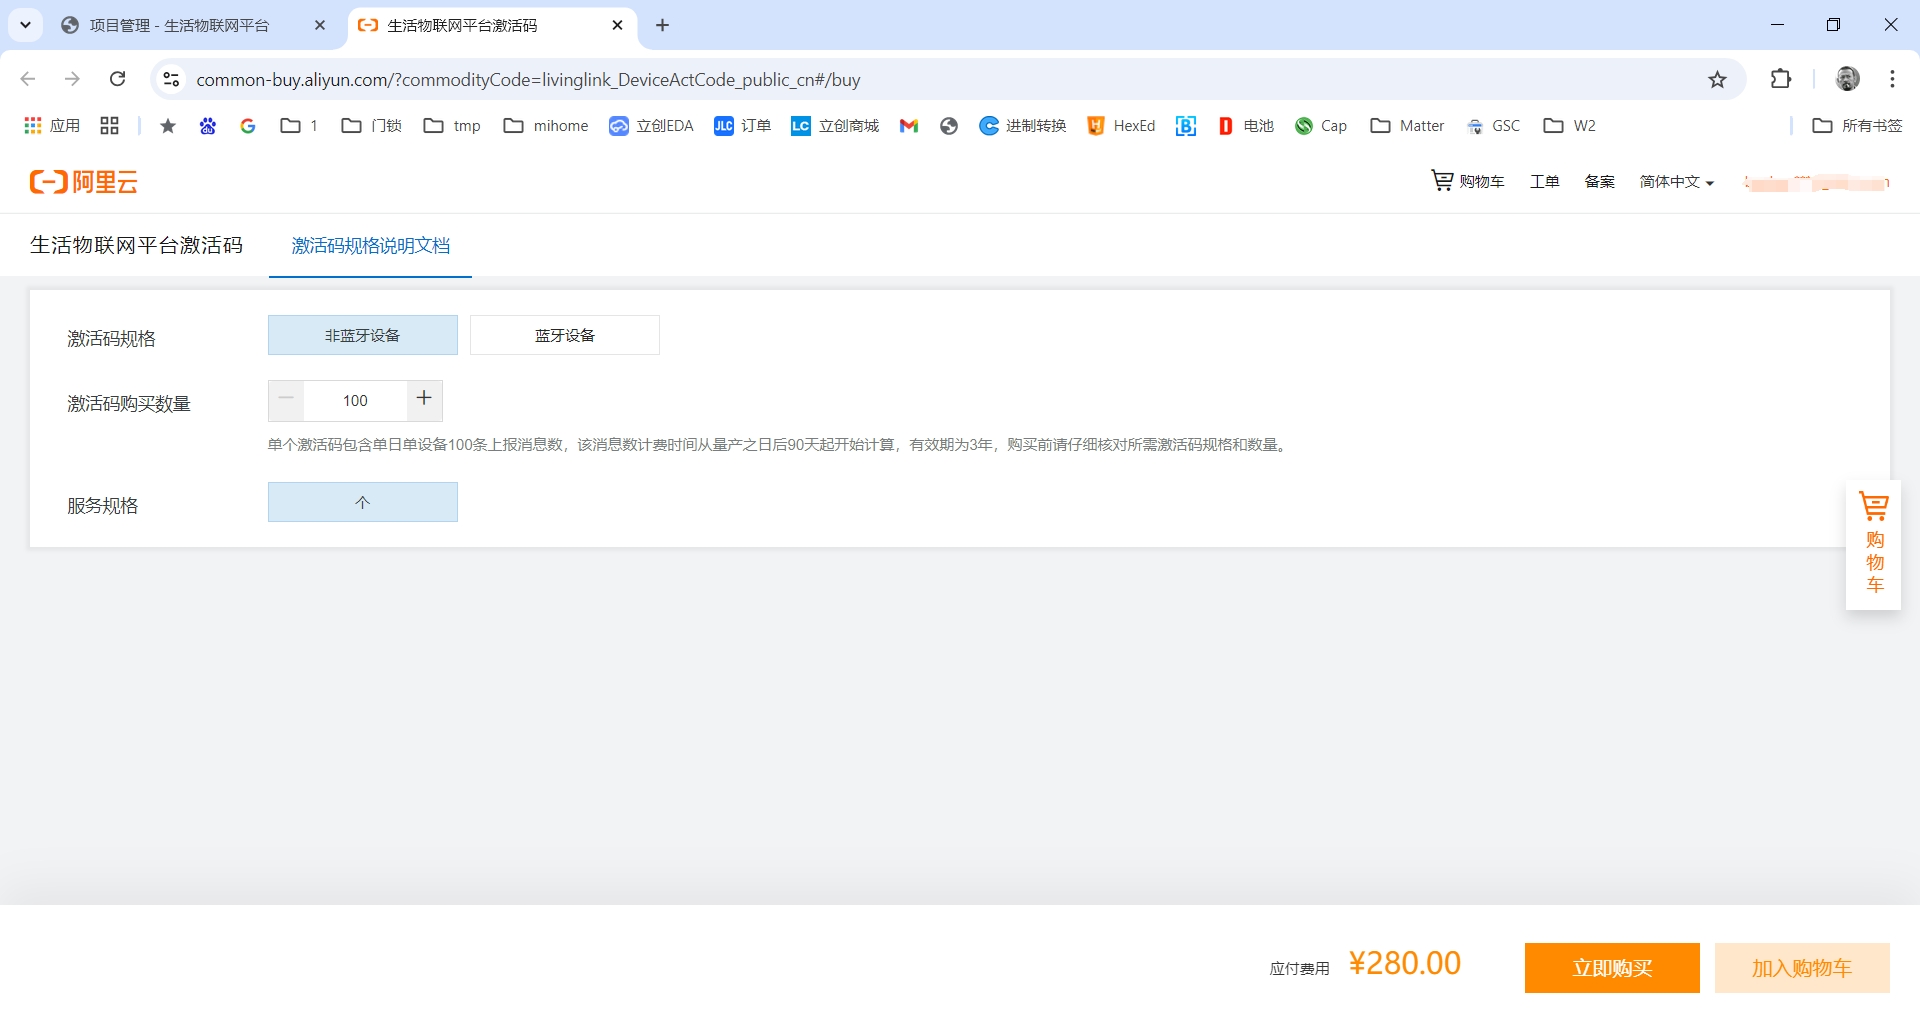 项目管理 - 生活物联网平台
生活物联网平台激活码
common-buy.aliyun.com/?commodityCode=livinglink_DeviceActCode_public_cn#/buy
应用 1 门锁 tmp mihome 立创EDA JLC 订单 LC 立创商城 进制转换 HexEd 电池 Cap Matter GSC W2 所有书签
阿里云
购物车 工单 备案 简体中文
生活物联网平台激活码 激活码规格说明文档
激活码规格 非蓝牙设备 蓝牙设备
激活码购买数量 100
单个激活码包含单日单设备100条上报消息数，该消息数计费时间从量产之日后90天起开始计算，有效期为3年，购买前请仔细核对所需激活码规格和数量。
服务规格 个
购物车
应付费用 ¥280.00 立即购买 加入购物车